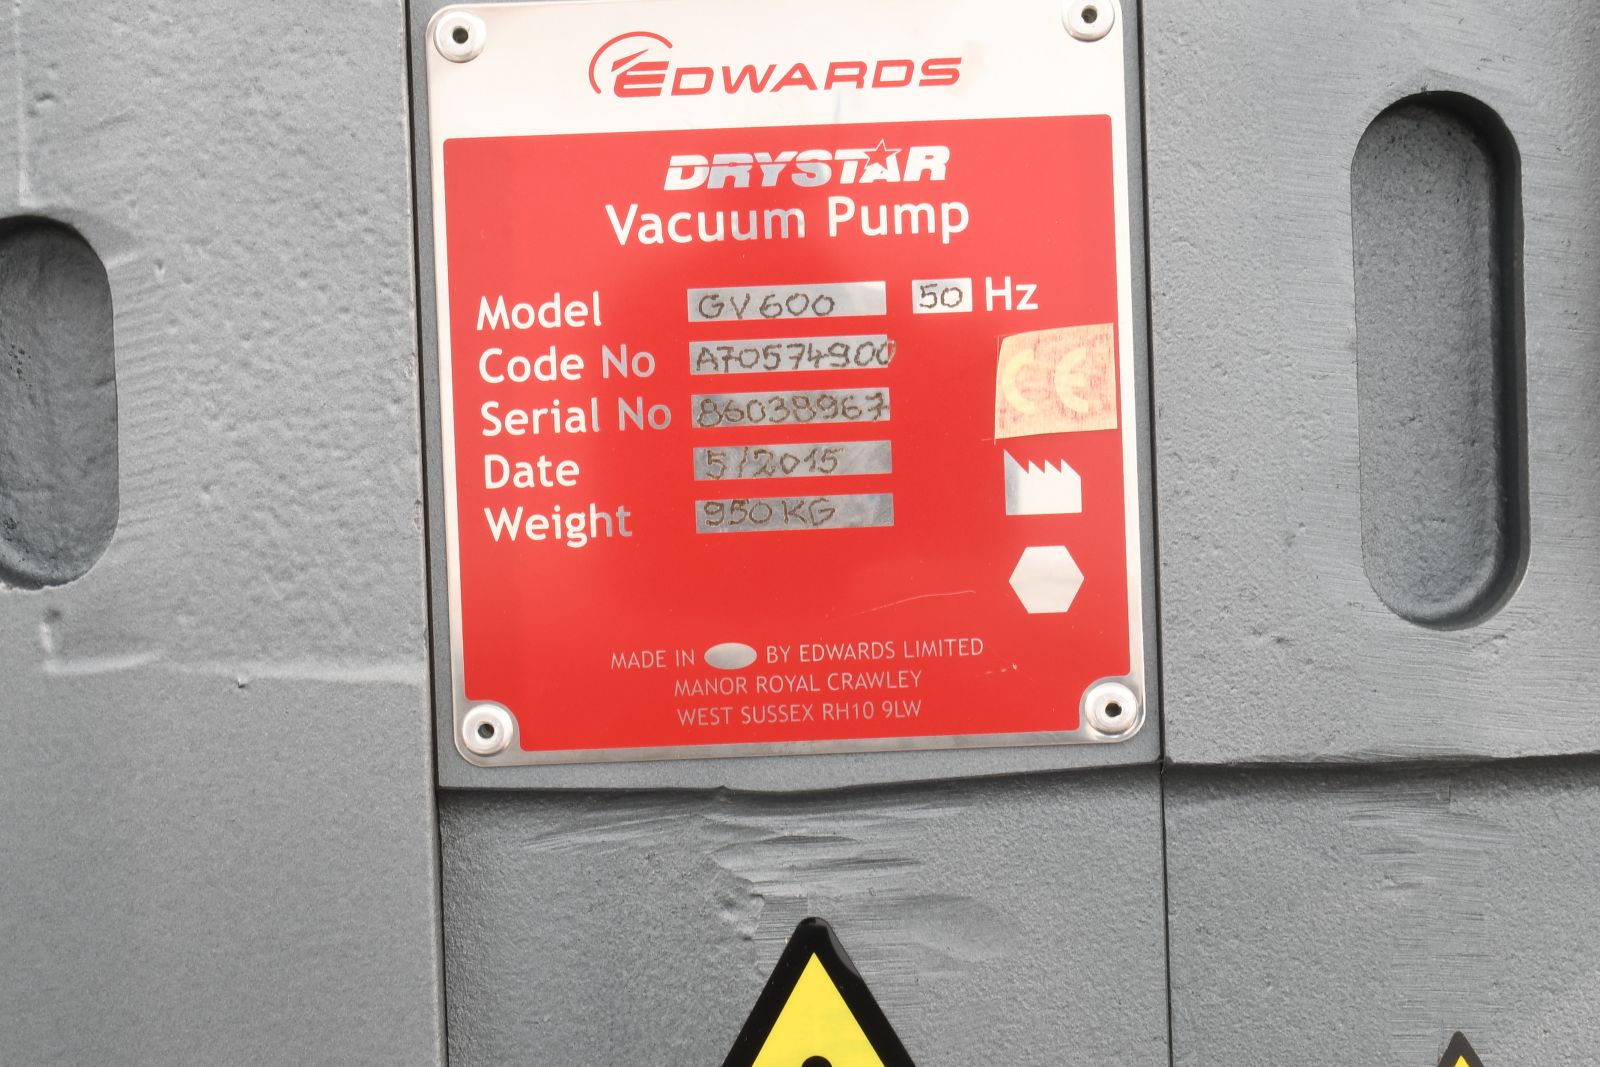 EDWARDS
DRYSTAR
Vacuum Pump
Model GV600 50 Hz
Code No A70574900
CE
Serial No 86038967
Date 5/2015
Weight 950KG
MADE IN BY EDWARDS LIMITED
MANOR ROYAL CRAWLEY
WEST SUSSEX RH10 9LW